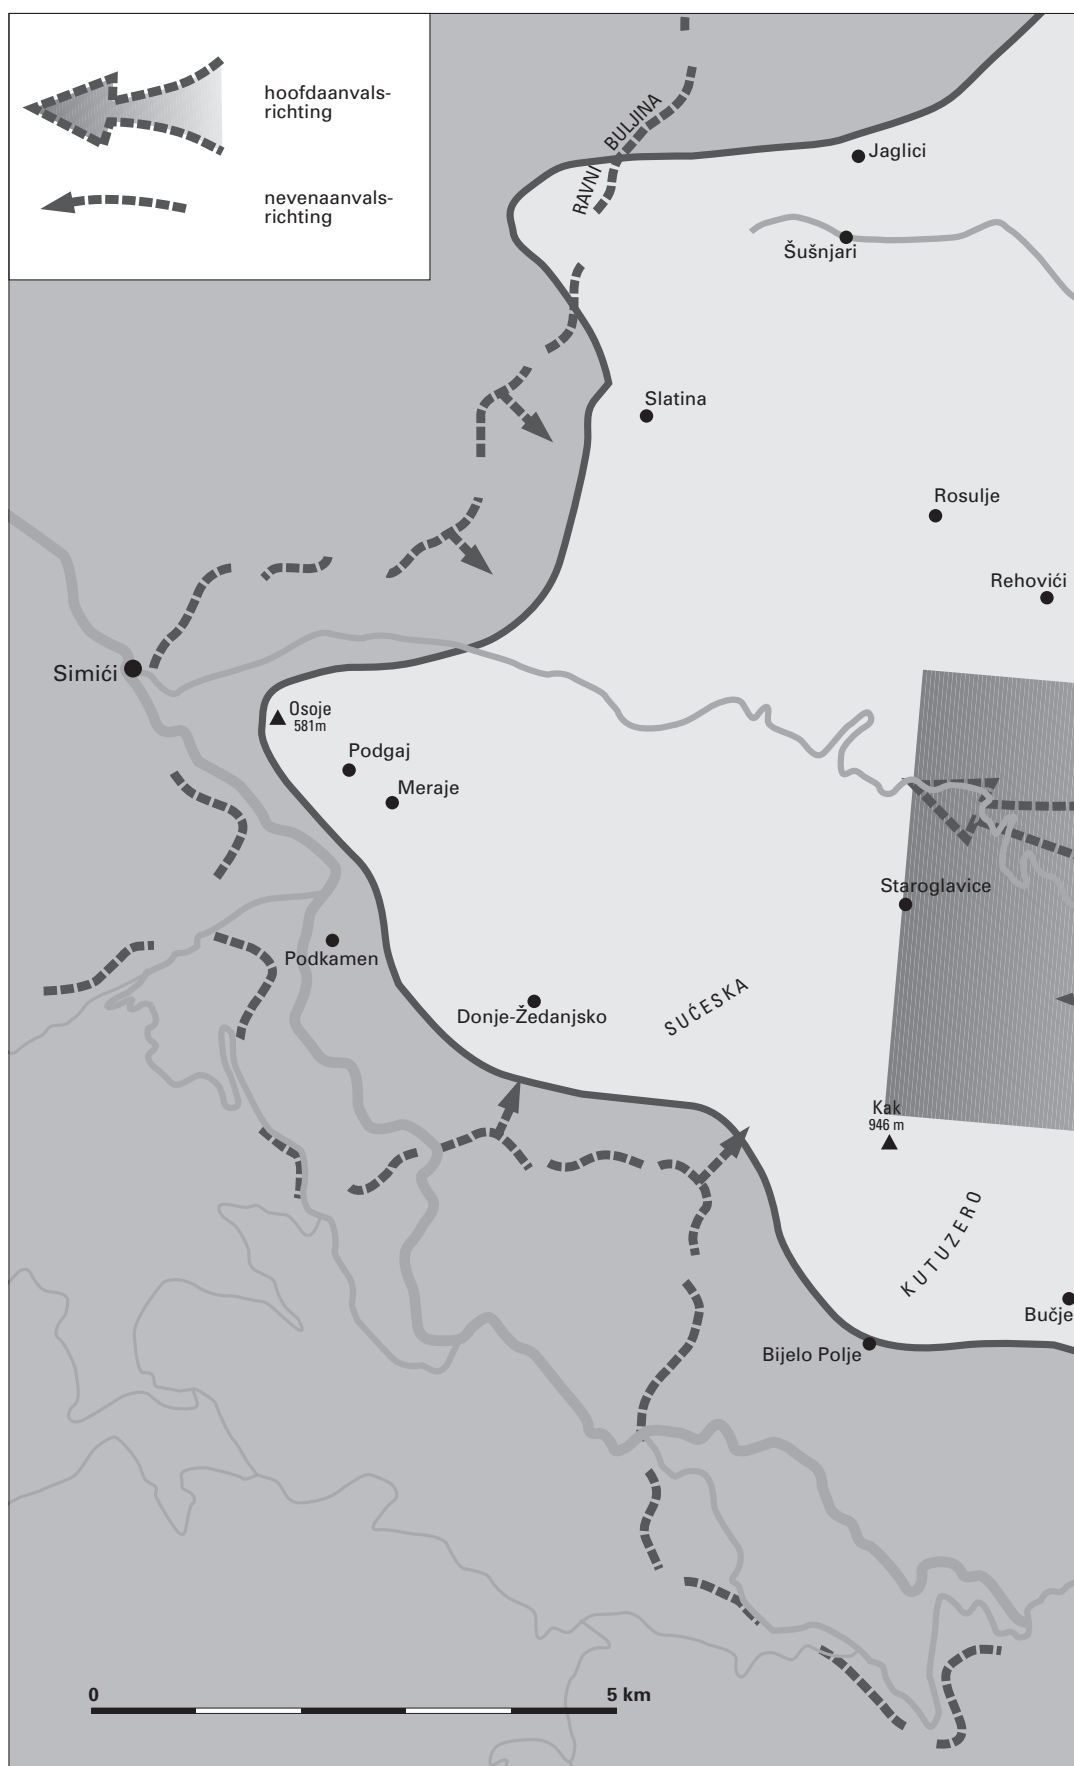 hoofdaanvals-
richting
nevenaanvals-
richting
RAVNI BULJINA
Jaglici
Šušnjari
Slatina
Rosulje
Rehovići
Simići
Osoje
581m
Podgaj
Meraje
Staroglavice
Podkamen
Donje-Žedanjsko
SUĆESKA
Kak
946 m
KUTUZERO
Bučje
Bijelo Polje
0 5 km